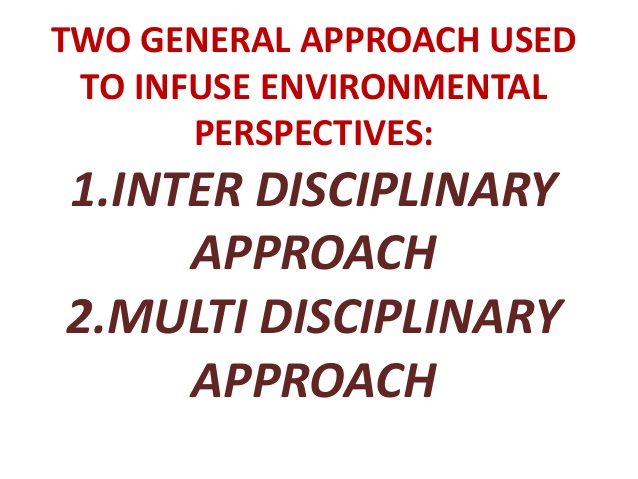 TWO GENERAL APPROACH USED
TO INFUSE ENVIRONMENTAL
PERSPECTIVES:
1.INTER DISCIPLINARY
APPROACH
2.MULTI DISCIPLINARY
APPROACH